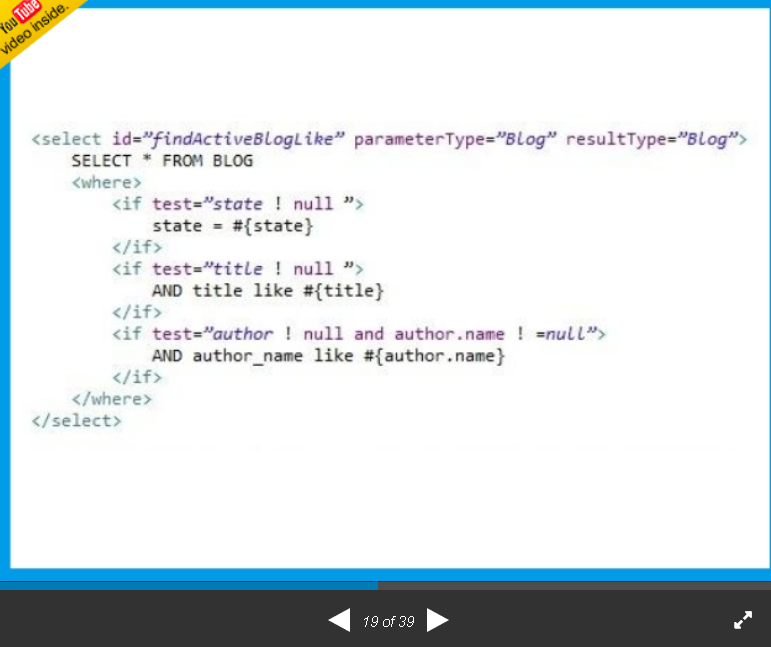 YouTube
video inside.
<select id=”findActiveBlogLike” parameterType=”Blog” resultType=”Blog”>
SELECT * FROM BLOG
<where>
<if test=”state ! null ”>
state = #{state}
</if>
<if test=”title ! null ”>
AND title like #{title}
</if>
<if test=”author ! null and author.name ! =null”>
AND author_name like #{author.name}
</if>
</where>
</select>
19 of 39